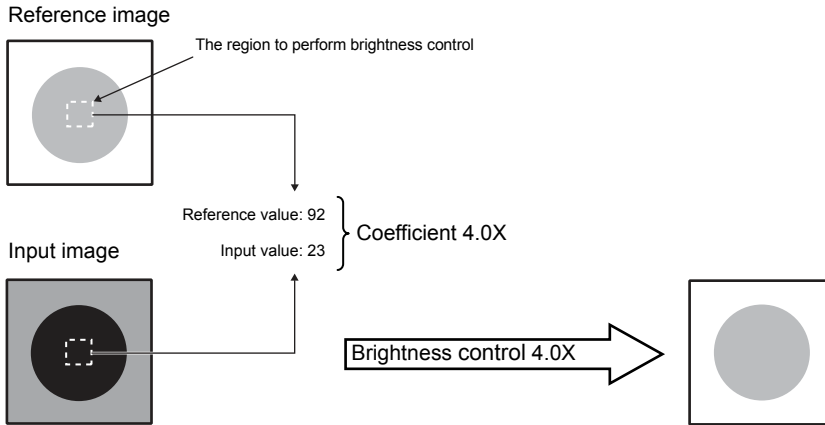 Reference image
The region to perform brightness control
Reference value: 92
Coefficient 4.0X
Input image
Input value: 23
Brightness control 4.0X